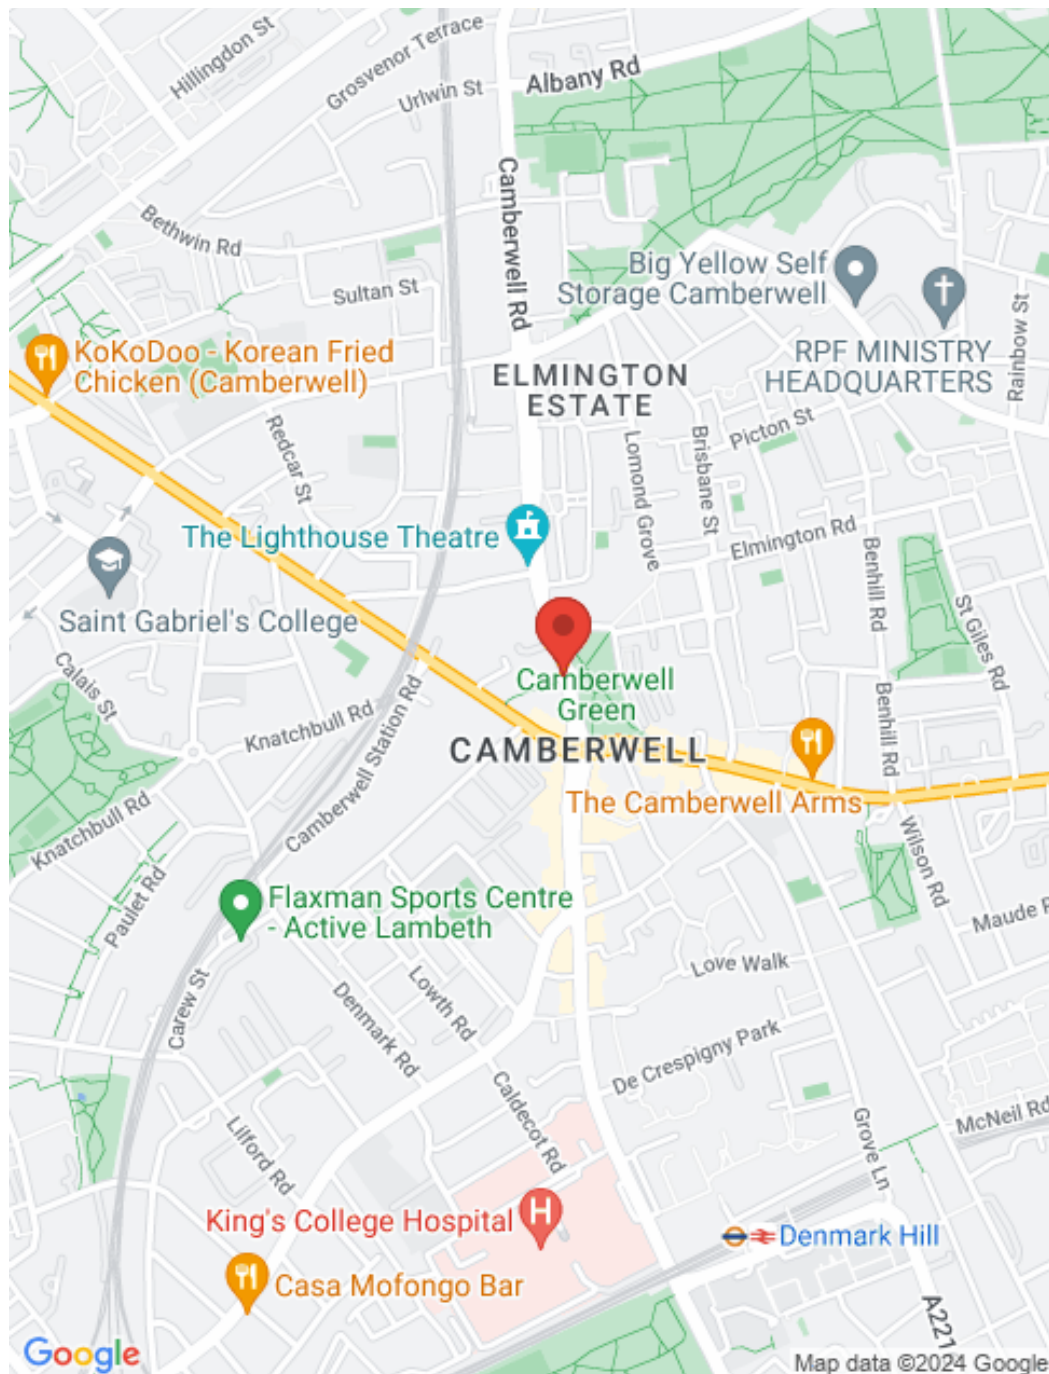 Hillingdon St
Grosvenor Terrace
Urlwin St
Albany Rd
Camberwell Rd
Bethwin Rd
Sultan St
Big Yellow Self
Storage Camberwell
RPF MINISTRY
HEADQUARTERS
Rainbow St
KoKoDoo - Korean Fried
Chicken (Camberwell)
ELMINGTON
ESTATE
Redcar St
Lomond Grove
Brisbane St
Picton St
The Lighthouse Theatre
Elmington Rd
Benhill Rd
St Giles Rd
Saint Gabriel's College
Calais St
Camberwell
Green
Knatchbull Rd
Camberwell Station Rd
Benhill Rd
CAMBERWELL
The Camberwell Arms
Knatchbull Rd
Wilson Rd
Paulet Rd
Flaxman Sports Centre
- Active Lambeth
Maude R
Love Walk
Carew St
Denmark Rd
Lowth Rd
De Crespigny Park
Caldecot Rd
Lilford Rd
Grove Ln
McNeil Rd
King's College Hospital
H
Denmark Hill
Casa Mofongo Bar
A221
Google
Map data ©2024 Google